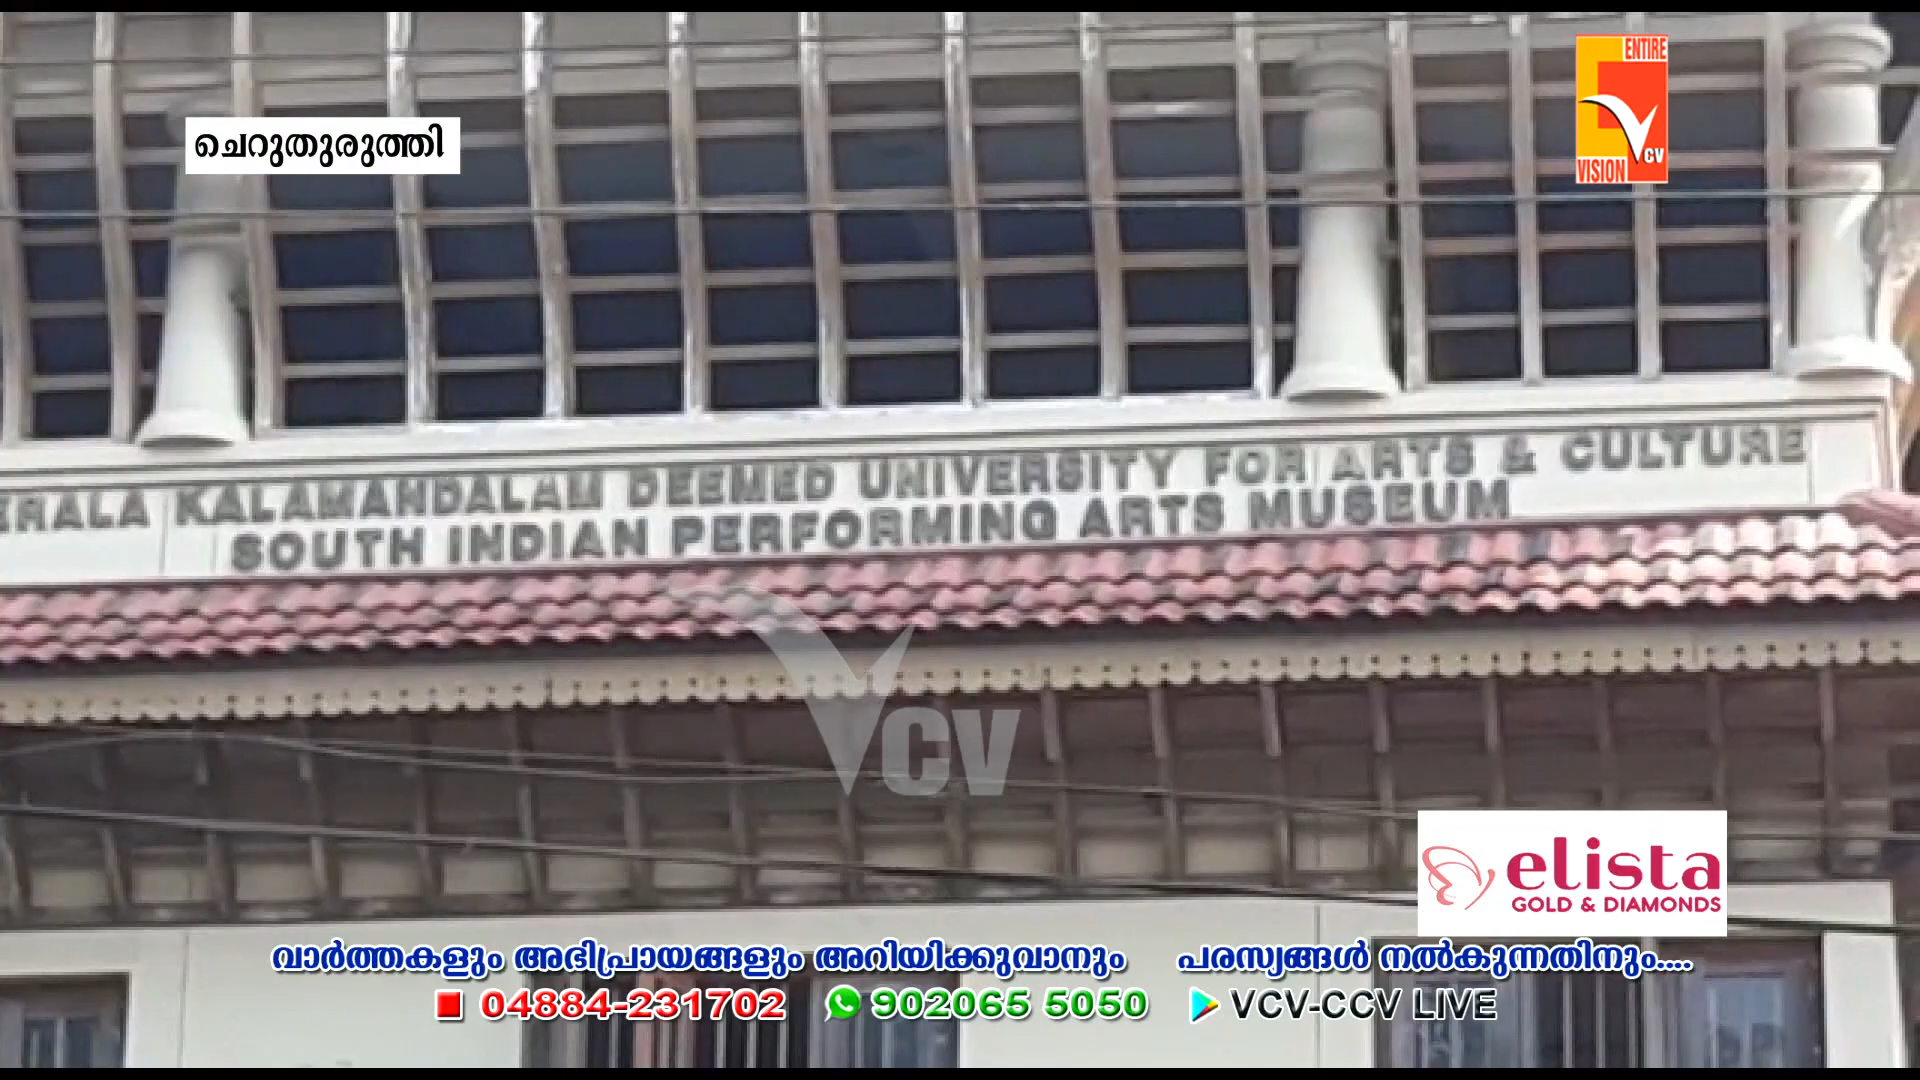 ENTIRE
VCV
VISION
ചെറുതുരുത്തി
ERALA KALAMANDALAM DEEMED UNIVERSITY FOR ARTS & CULTURE
SOUTH INDIAN PERFORMING ARTS MUSEUM
VCV
elista
GOLD & DIAMONDS
വാർത്തകളും അഭിപ്രായങ്ങളും അറിയിക്കുവാനും പരസ്യങ്ങൾ നൽകുന്നതിനും....
04884-231702 902065 5050 VCV-CCV LIVE